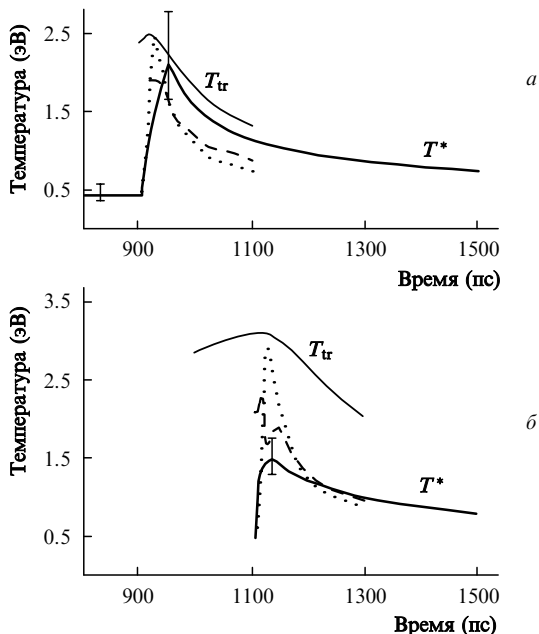 Температура (эВ)
2.5
1.5
0.5
T_tr
T*
а
900
1100
1300
1500
Время (пс)
Температура (эВ)
3.5
2.5
1.5
0.5
T_tr
T*
б
900
1100
1300
1500
Время (пс)